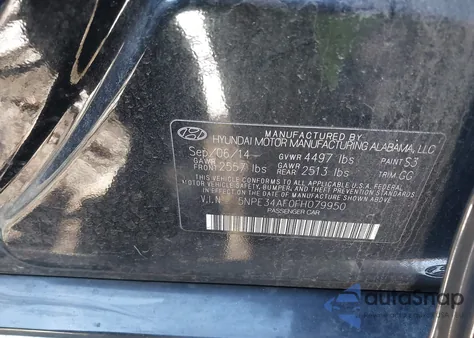 MANUFACTURED BY
HYUNDAI MOTOR MANUFACTURING ALABAMA, LLC
Sep/06/14 GVWR 4497 lbs PAINT S3
GAWR FRONT 2557 lbs GAWR REAR 2513 lbs TRIM GG
THIS VEHICLE CONFORMS TO ALL APPLICABLE U.S. FEDERAL
MOTOR VEHICLE SAFETY, BUMPER, AND THEFT PREVENTION STANDARDS
IN EFFECT ON THE DATE OF MANUFACTURE SHOWN ABOVE.
V.I.N 5NPE34AF0FH079950
PASSENGER CAR
autoSnap